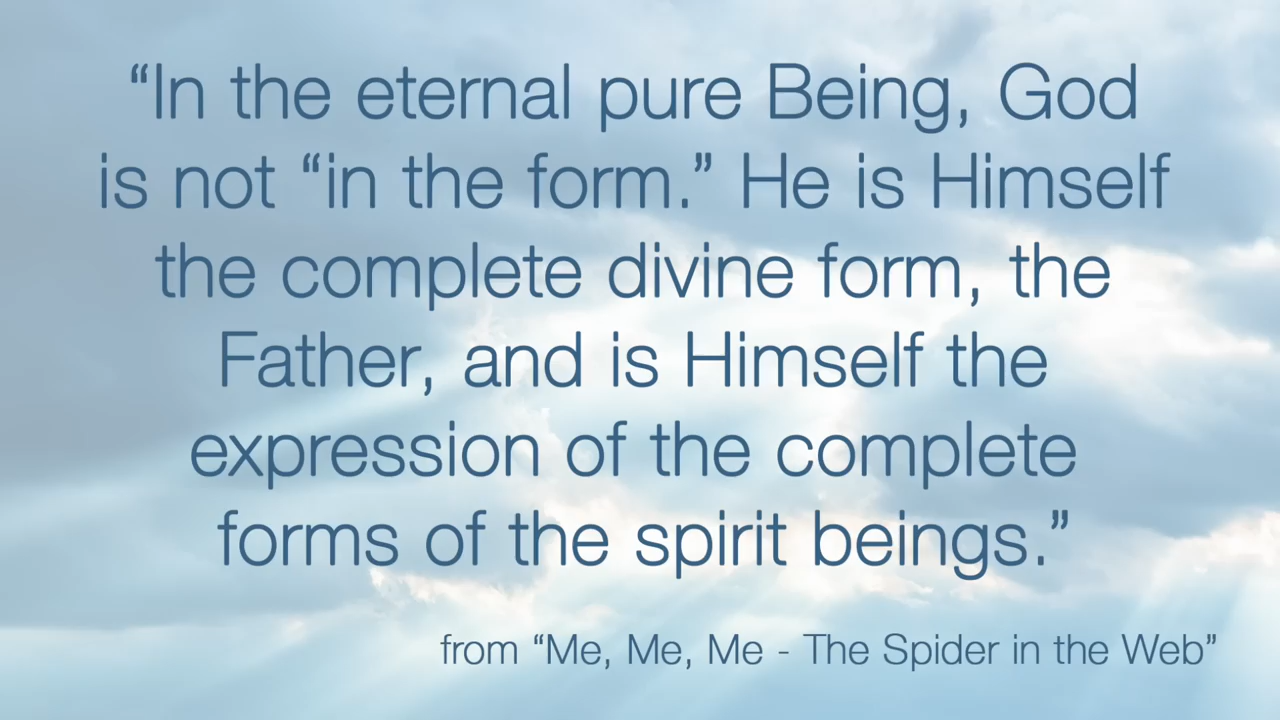 “In the eternal pure Being, God
is not “in the form.” He is Himself
the complete divine form, the
Father, and is Himself the
expression of the complete
forms of the spirit beings.”
from “Me, Me, Me - The Spider in the Web”